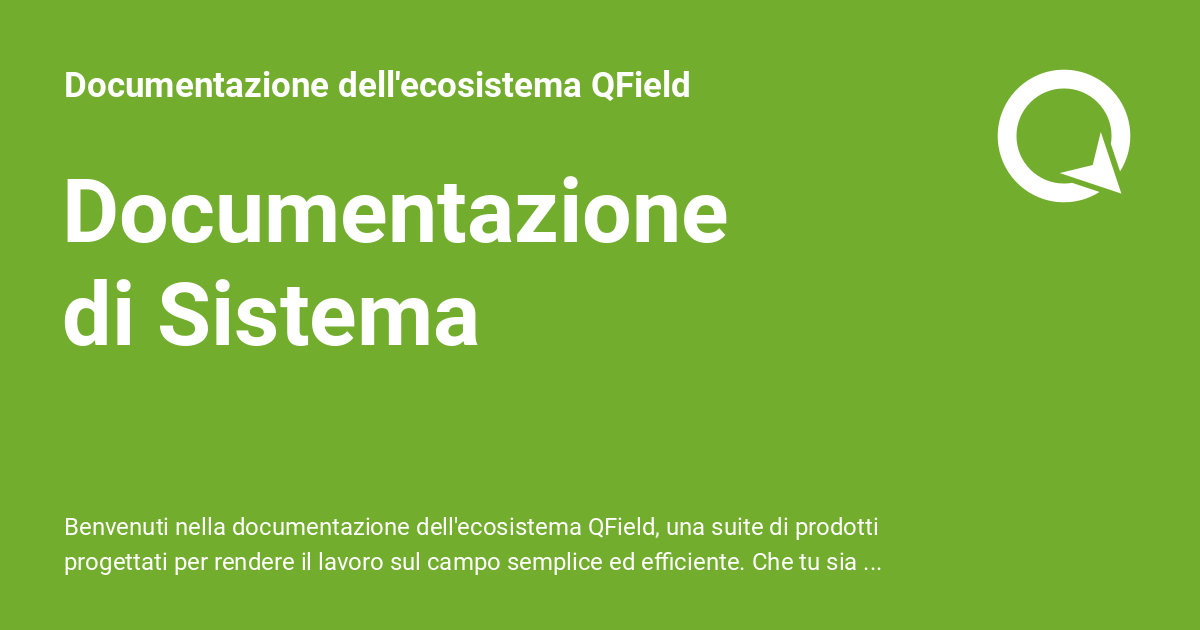 Documentazione dell'ecosistema QField
Documentazione
di Sistema
Benvenuti nella documentazione dell'ecosistema QField, una suite di prodotti
progettati per rendere il lavoro sul campo semplice ed efficiente. Che tu sia ...